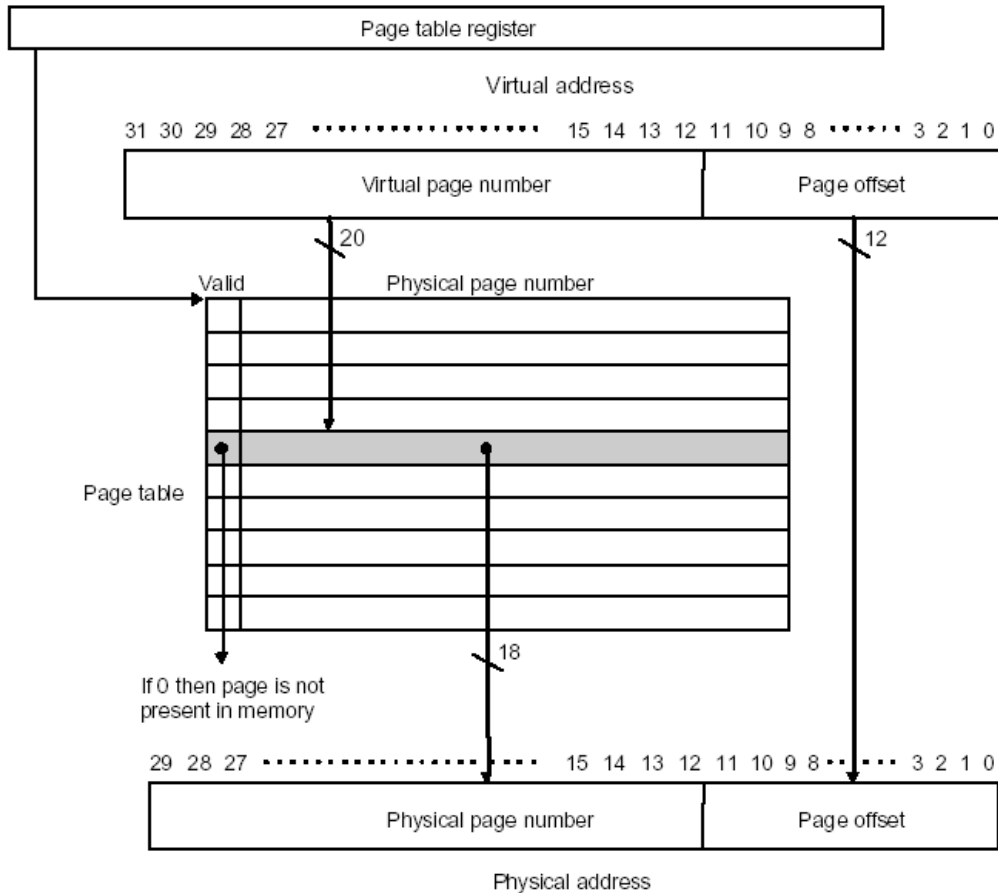 Page table register
Virtual address
31 30 29 28 27 ................ 15 14 13 12 11 10 9 8 ...... 3 2 1 0
Virtual page number Page offset
20 12
Valid Physical page number
Page table
18
If 0 then page is not
present in memory
29 28 27 .................... 15 14 13 12 11 10 9 8 ...... 3 2 1 0
Physical page number Page offset
Physical address